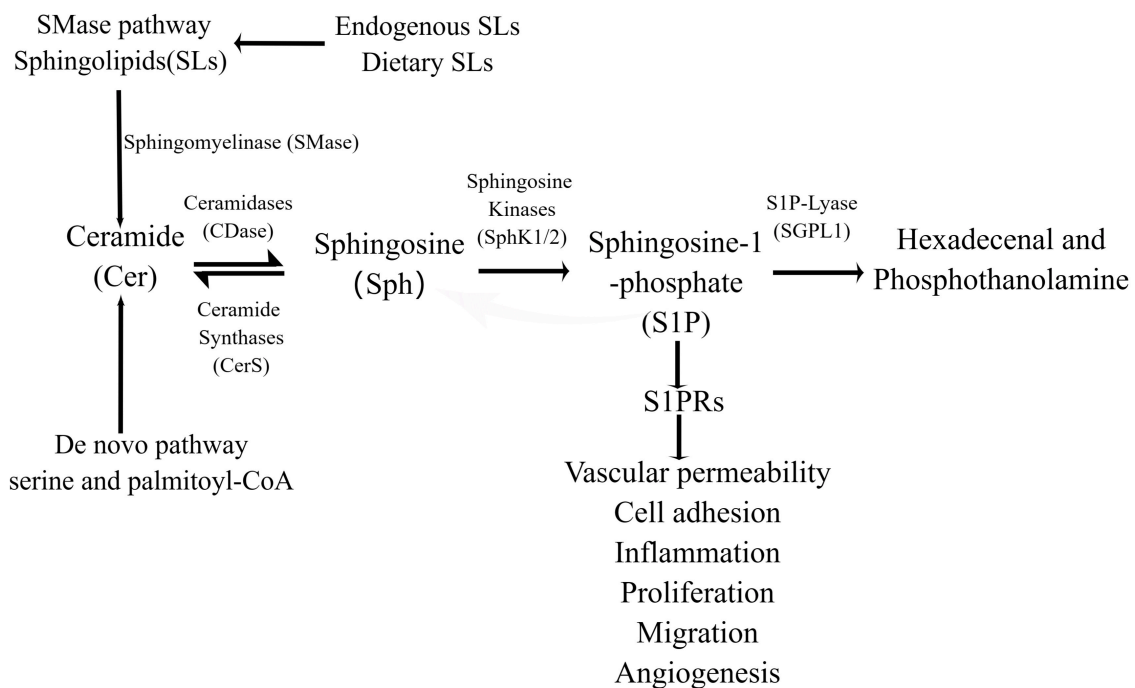 SMase pathway
Sphingolipids(SLs)
Endogenous SLs
Dietary SLs
Sphingomyelinase (SMase)
Ceramide
(Cer)
Ceramidases
(CDase)
Ceramide
Synthases
(CerS)
Sphingosine
(Sph)
Sphingosine
Kinases
(SphK1/2)
Sphingosine-1
-phosphate
(S1P)
S1P-Lyase
(SGPL1)
Hexadecenal and
Phosphothanolamine
De novo pathway
serine and palmitoyl-CoA
S1PRs
Vascular permeability
Cell adhesion
Inflammation
Proliferation
Migration
Angiogenesis